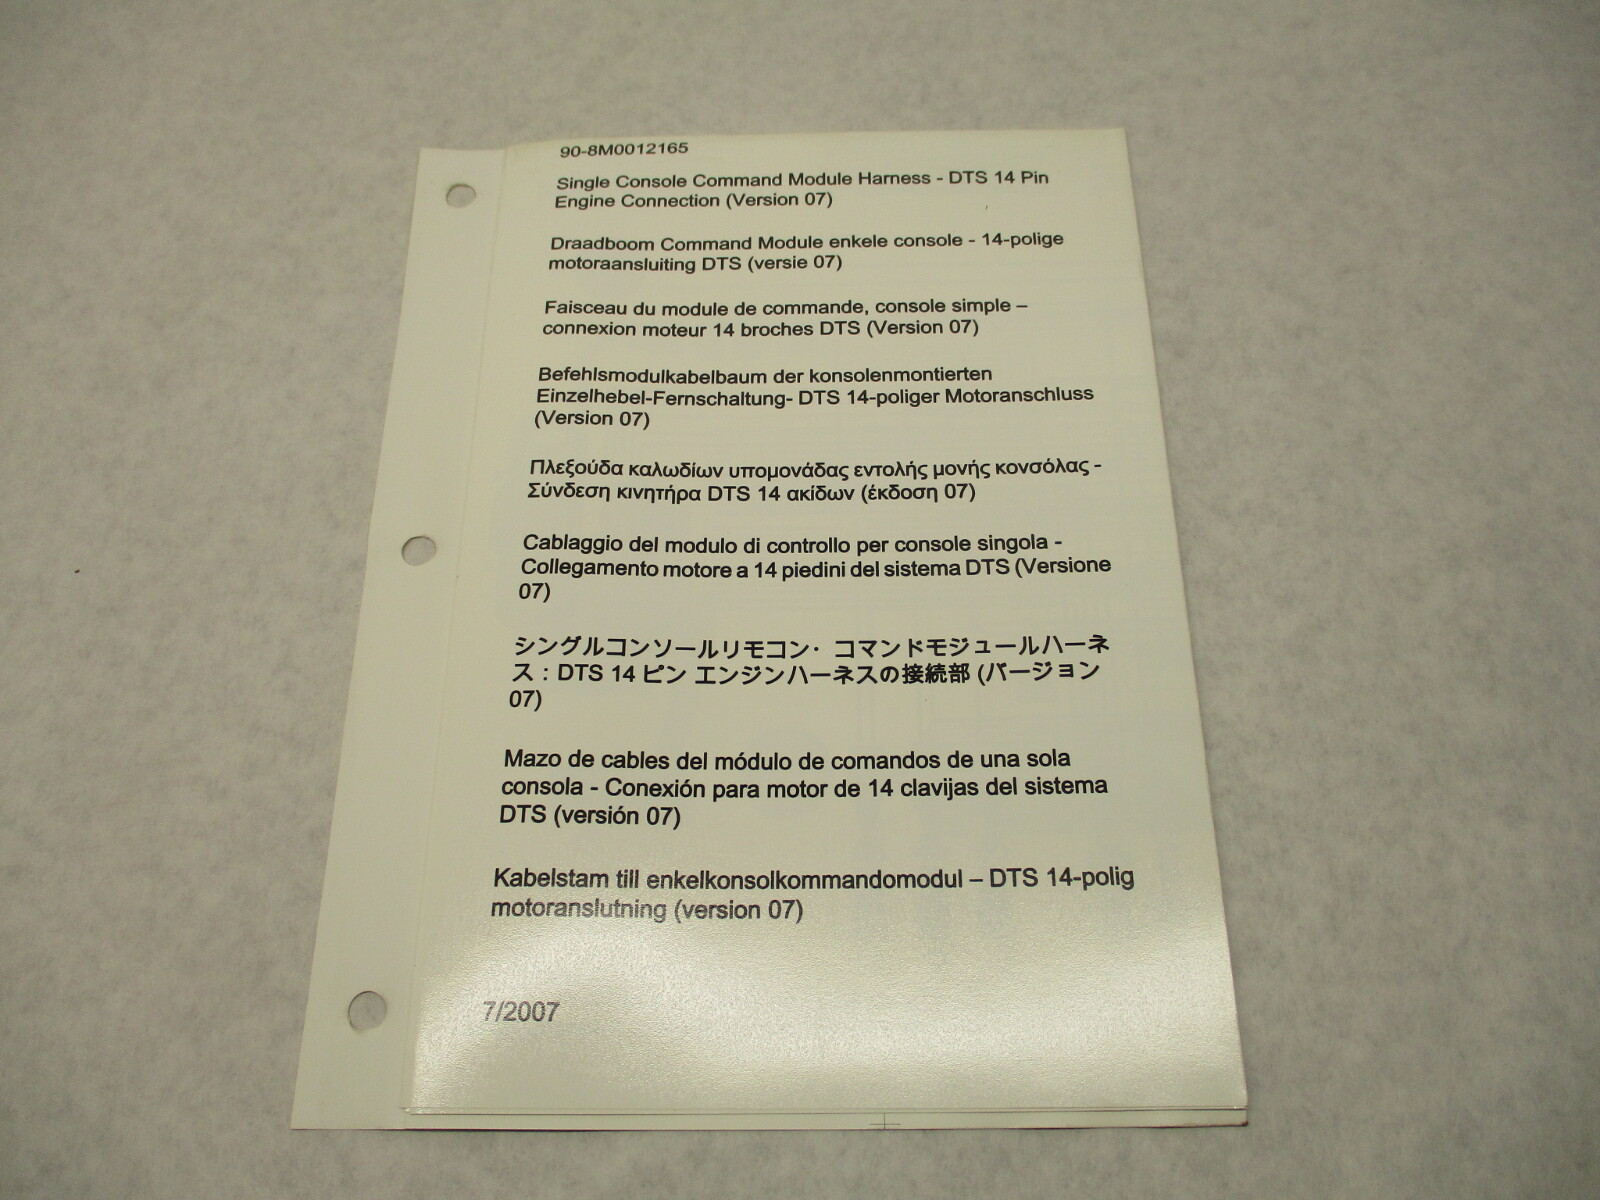 90-8M0012165
Single Console Command Module Harness - DTS 14 Pin
Engine Connection (Version 07)
Draadboom Command Module enkele console - 14-polige
motoraansluiting DTS (versie 07)
Faisceau du module de commande, console simple –
connexion moteur 14 broches DTS (Version 07)
Befehlsmodulkabelbaum der konsolenmontierten
Einzelhebel-Fernschaltung- DTS 14-poliger Motoranschluss
(Version 07)
Πλεξούδα καλωδίων υπομονάδας εντολής μονής κονσόλας -
Σύνδεση κινητήρα DTS 14 ακίδων (έκδοση 07)
Cablaggio del modulo di controllo per console singola -
Collegamento motore a 14 piedini del sistema DTS (Versione
07)
シングルコンソールリモコン・コマンドモジュールハーネ
ス：DTS 14 ピン エンジンハーネスの接続部 (バージョン
07)
Mazo de cables del módulo de comandos de una sola
consola - Conexión para motor de 14 clavijas del sistema
DTS (versión 07)
Kabelstam till enkelkonsolkommandomodul – DTS 14-polig
motoranslutning (version 07)
7/2007